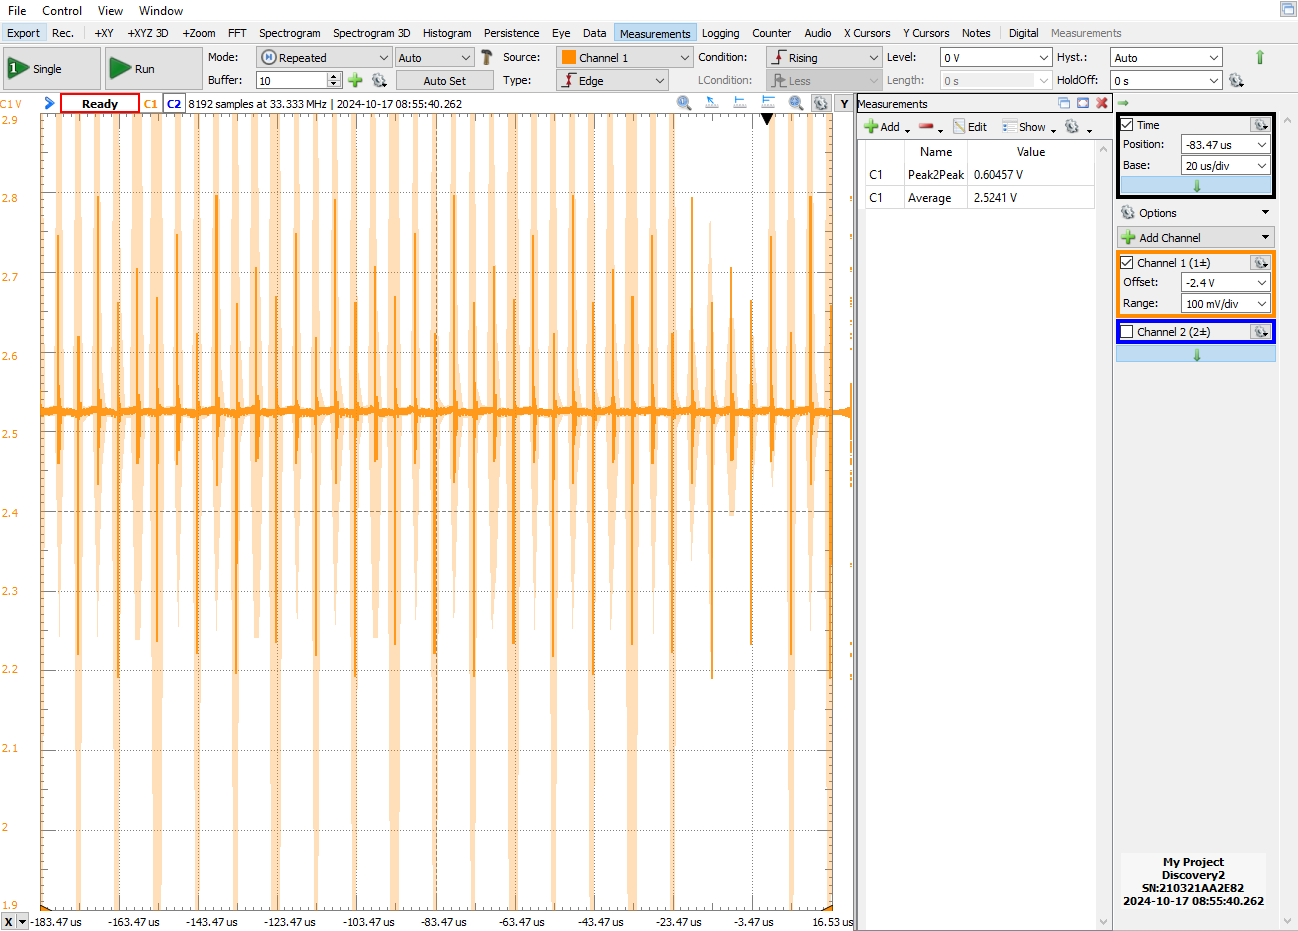 File Control View Window
Export Rec. +XY +XYZ 3D +Zoom FFT Spectrogram Spectrogram 3D Histogram Persistence Eye Data Measurements Logging Counter Audio X Cursors Y Cursors Notes Digital Measurements
1 Single Run Mode: Repeated Auto Source: Channel 1 Condition: Rising Level: 0 V Hyst.: Auto
Buffer: 10 Auto Set Type: Edge LCondition: Less Length: 0 s HoldOff: 0 s
C1 V Ready C1 C2 8192 samples at 33.333 MHz | 2024-10-17 08:55:40.262 Y
2.9
2.8
2.7
2.6
2.5
2.4
2.3
2.2
2.1
2
1.9
X -183.47 us -163.47 us -143.47 us -123.47 us -103.47 us -83.47 us -63.47 us -43.47 us -23.47 us -3.47 us 16.53 us
Measurements
Add Edit Show
Name Value
C1 Peak2Peak 0.60457 V
C1 Average 2.5241 V
Time
Position: -83.47 us
Base: 20 us/div
Options
Add Channel
Channel 1 (1±)
Offset: -2.4 V
Range: 100 mV/div
Channel 2 (2±)
My Project
Discovery2
SN:210321AA2E82
2024-10-17 08:55:40.262